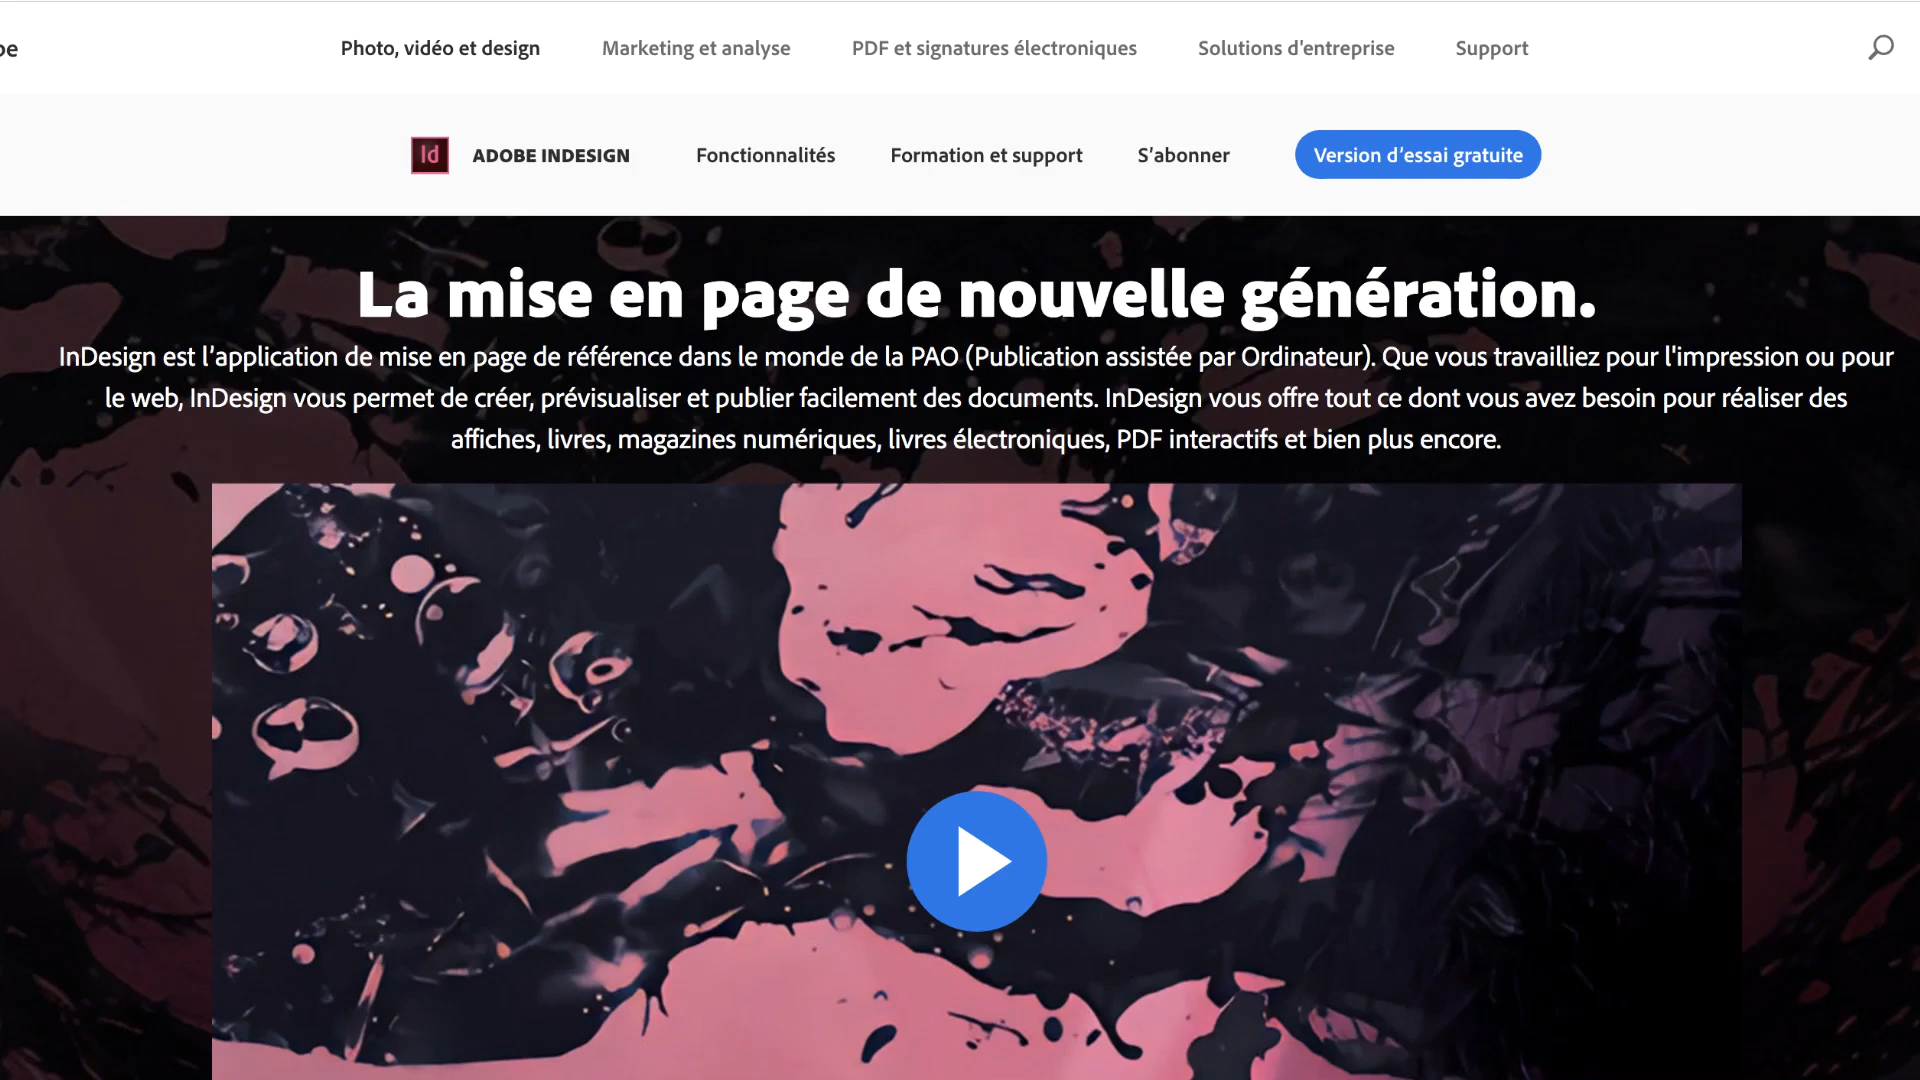 Photo, vidéo et design Marketing et analyse PDF et signatures électroniques Solutions d'entreprise Support
Id ADOBE INDESIGN Fonctionnalités Formation et support S’abonner Version d’essai gratuite
La mise en page de nouvelle génération.
InDesign est l’application de mise en page de référence dans le monde de la PAO (Publication assistée par Ordinateur). Que vous travailliez pour l'impression ou pour
le web, InDesign vous permet de créer, prévisualiser et publier facilement des documents. InDesign vous offre tout ce dont vous avez besoin pour réaliser des
affiches, livres, magazines numériques, livres électroniques, PDF interactifs et bien plus encore.